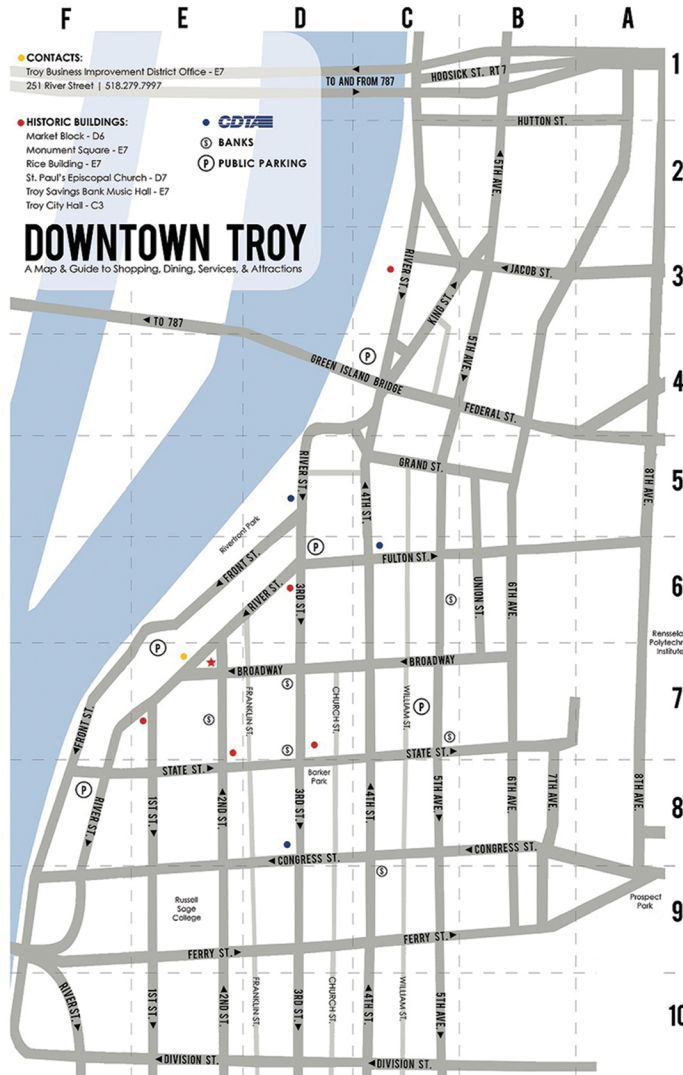 F E D C B A
CONTACTS:
Troy Business Improvement District Office - E7
251 River Street | 518.279.7997
HISTORIC BUILDINGS:
Market Block - D6
Monument Square - E7
Rice Building - E7
St. Paul's Episcopal Church - D7
Troy Savings Bank Music Hall - E7
Troy City Hall - C3
CDTA
S BANKS
P PUBLIC PARKING
DOWNTOWN TROY
A Map & Guide to Shopping, Dining, Services, & Attractions
1
TO AND FROM 787
HOOSICK ST. RT 7
HUTTON ST.
2
5TH AVE.
RIVER ST.
JACOB ST.
3
KING ST.
TO 787
P
5TH AVE.
GREEN ISLAND BRIDGE
4
FEDERAL ST.
RIVER ST.
GRAND ST.
4TH ST.
8TH AVE.
5
Riverfront Park
P
FULTON ST.
FRONT ST.
RIVER ST.
3RD ST.
S
UNION ST.
6TH AVE.
6
P
Rensselae
Polytechn
Institute
BROADWAY
BROADWAY
S
FRANKLIN ST.
CHURCH ST.
WILLIAM ST.
P
7
FRONT ST.
S
S
S
STATE ST.
STATE ST.
Barker
Park
P
RIVER ST.
1ST ST.
2ND ST.
3RD ST.
4TH ST.
5TH AVE.
6TH AVE.
7TH AVE.
8TH AVE.
8
CONGRESS ST.
CONGRESS ST.
S
Russell
Sage
College
Prospect
Park
9
FERRY ST.
FERRY ST.
RIVER ST.
1ST ST.
2ND ST.
FRANKLIN ST.
3RD ST.
CHURCH ST.
4TH ST.
WILLIAM ST.
5TH AVE.
10
DIVISION ST.
DIVISION ST.